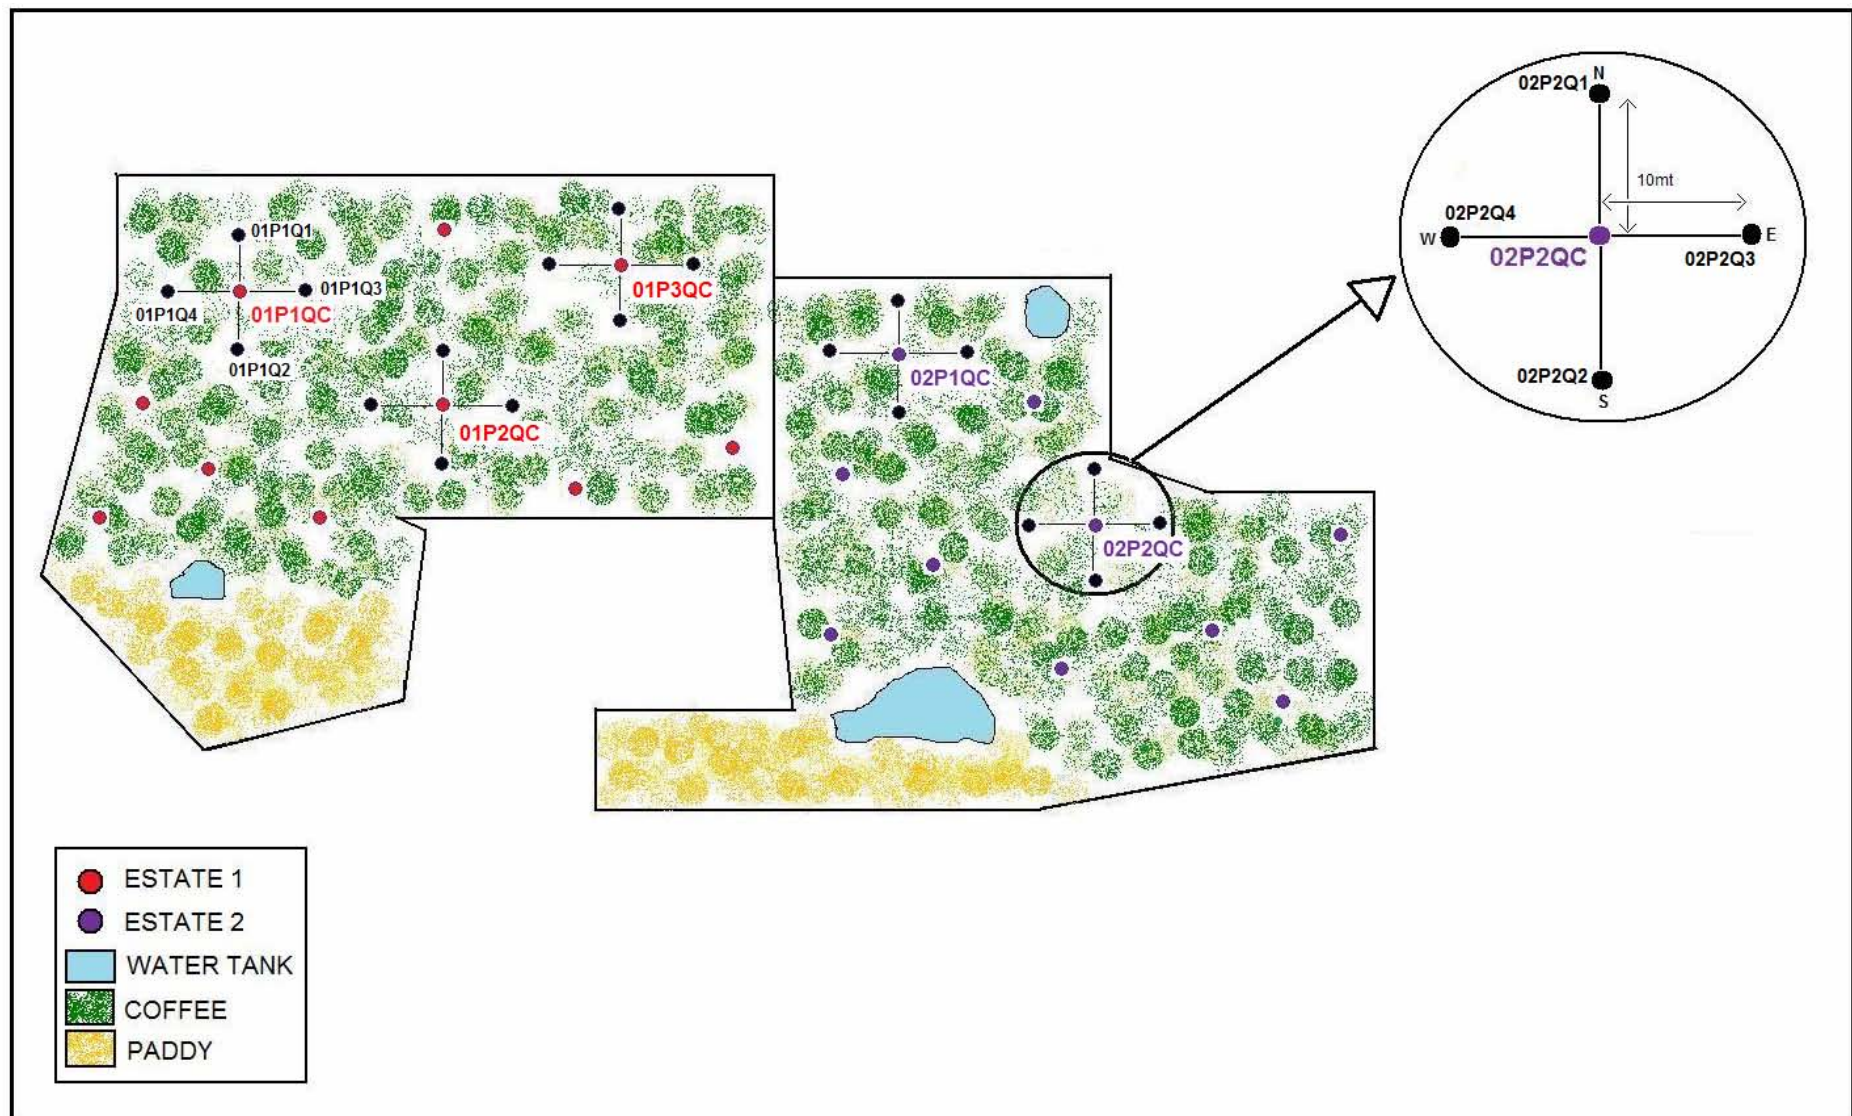 02P2Q1
N
10mt
02P2Q4
W
E
02P2QC
02P2Q3
02P2Q2
S
01P1Q1
01P1Q3
01P1Q4
01P1QC
01P1Q2
01P3QC
01P2QC
02P1QC
02P2QC
ESTATE 1
ESTATE 2
WATER TANK
COFFEE
PADDY